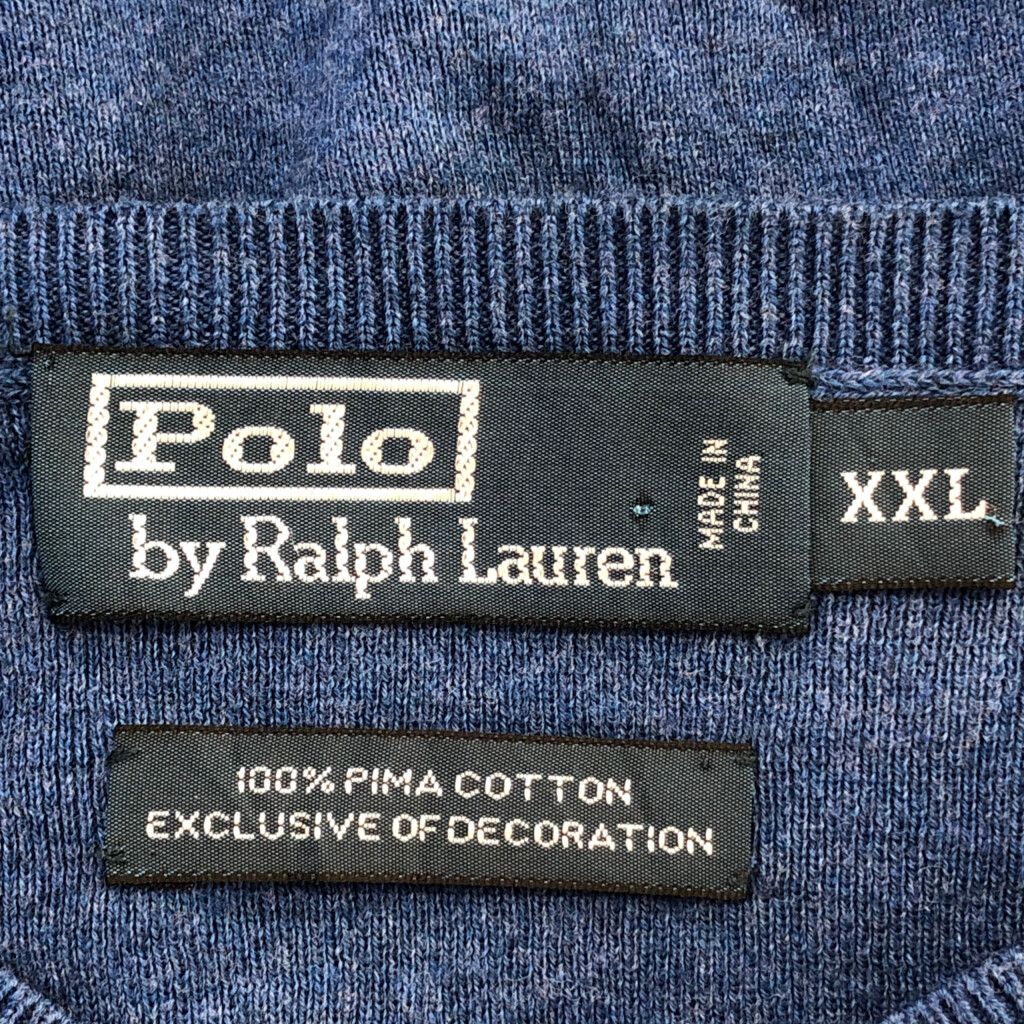 Polo
by Ralph Lauren
MADE IN
CHINA
XXL
100% PIMA COTTON
EXCLUSIVE OF DECORATION